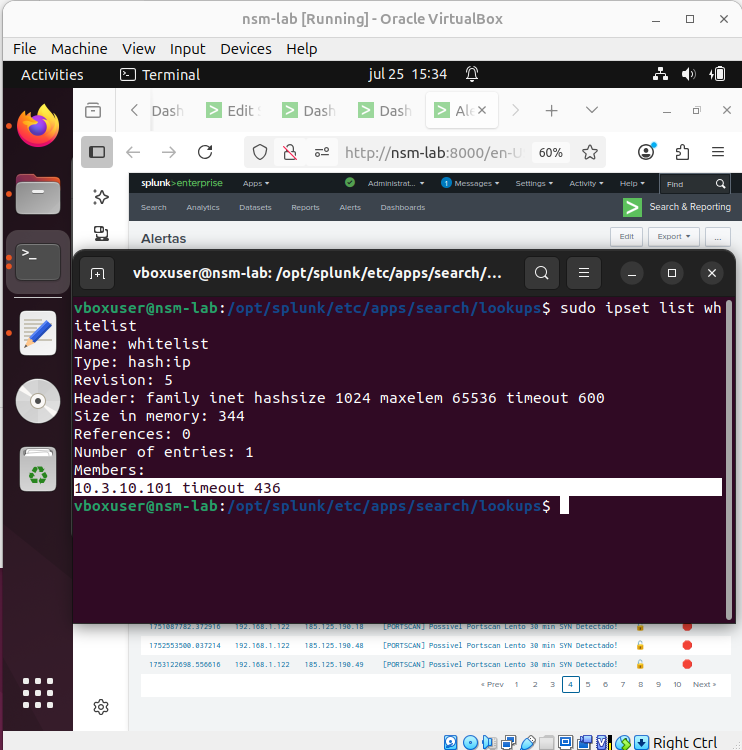 nsm-lab [Running] - Oracle VirtualBox
File Machine View Input Devices Help
Activities Terminal jul 25 15:34
Dash Edit Dash Dash Ale
http://nsm-lab:8000/en-U 60%
splunk>enterprise Apps Administrat... 1 Messages Settings Activity Help Find
Search Analytics Datasets Reports Alerts Dashboards Search & Reporting
Alertas Edit Export ...
vboxuser@nsm-lab: /opt/splunk/etc/apps/search/...
vboxuser@nsm-lab:/opt/splunk/etc/apps/search/lookups$ sudo ipset list wh
itelist
Name: whitelist
Type: hash:ip
Revision: 5
Header: family inet hashsize 1024 maxelem 65536 timeout 600
Size in memory: 344
References: 0
Number of entries: 1
Members:
10.3.10.101 timeout 436
vboxuser@nsm-lab:/opt/splunk/etc/apps/search/lookups$
1751087782.372916 192.168.1.122 185.125.190.18 [PORTSCAN] Possivel Portscan Lento 30 min SYN Detectado!
1752553500.037214 192.168.1.122 185.125.190.48 [PORTSCAN] Possivel Portscan Lento 30 min SYN Detectado!
1753122698.556616 192.168.1.122 185.125.190.49 [PORTSCAN] Possivel Portscan Lento 30 min SYN Detectado!
< Prev 1 2 3 4 5 6 7 8 9 10 Next >
Right Ctrl